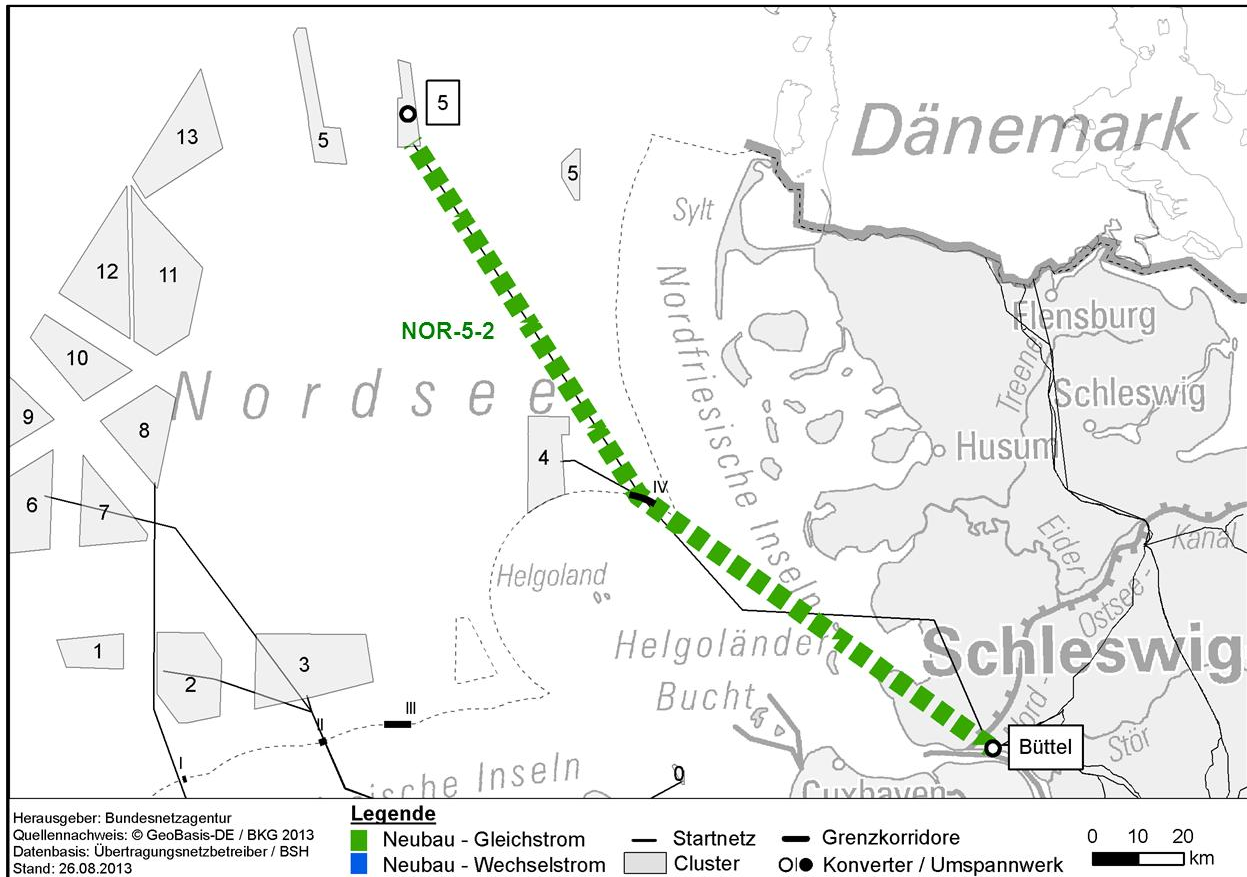 Dänemark
13
5
5
5
Sylt
12
11
Flensburg
NOR-5-2
Nordfriesische Inseln
Treene
10
Nordsee
Schleswig
9
8
Husum
4
IV
6
7
Eider
Kanal
Helgoland
Ostsee -
1
3
Helgoländer
Schleswig
2
Bucht
Nord -
III
II
Büttel
Stör
I
ische Inseln
0
Cuxhaven
Herausgeber: Bundesnetzagentur
Quellennachweis: © GeoBasis-DE / BKG 2013
Datenbasis: Übertragungsnetzbetreiber / BSH
Stand: 26.08.2013
Legende
Neubau - Gleichstrom
Startnetz
Grenzkorridore
Neubau - Wechselstrom
Cluster
Konverter / Umspannwerk
0 10 20
km